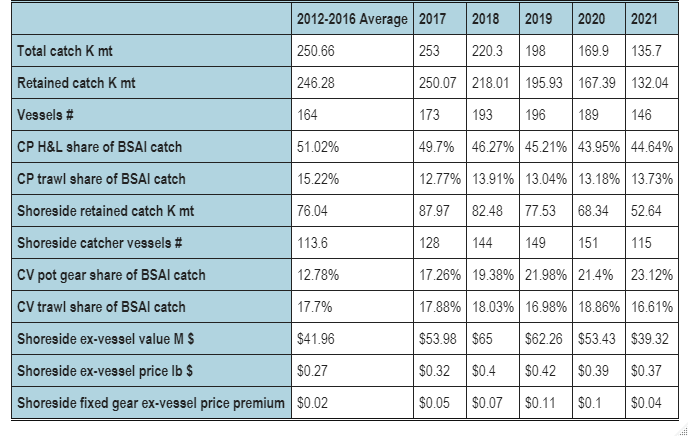 2012-2016 Average 2017 2018 2019 2020 2021
Total catch K mt 250.66 253 220.3 198 169.9 135.7
Retained catch K mt 246.28 250.07 218.01 195.93 167.39 132.04
Vessels # 164 173 193 196 189 146
CP H&L share of BSAI catch 51.02% 49.7% 46.27% 45.21% 43.95% 44.64%
CP trawl share of BSAI catch 15.22% 12.77% 13.91% 13.04% 13.18% 13.73%
Shoreside retained catch K mt 76.04 87.97 82.48 77.53 68.34 52.64
Shoreside catcher vessels # 113.6 128 144 149 151 115
CV pot gear share of BSAI catch 12.78% 17.26% 19.38% 21.98% 21.4% 23.12%
CV trawl share of BSAI catch 17.7% 17.88% 18.03% 16.98% 18.86% 16.61%
Shoreside ex-vessel value M $ $41.96 $53.98 $65 $62.26 $53.43 $39.32
Shoreside ex-vessel price lb $ $0.27 $0.32 $0.4 $0.42 $0.39 $0.37
Shoreside fixed gear ex-vessel price premium $0.02 $0.05 $0.07 $0.11 $0.1 $0.04